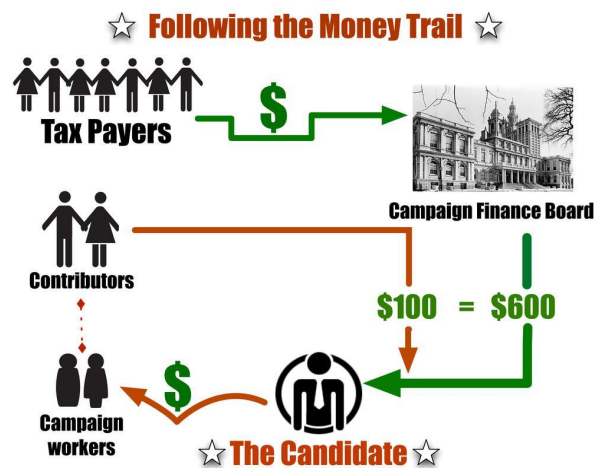 Following the Money Trail
$
Tax Payers
Campaign Finance Board
Contributors
$100 = $600
$
Campaign
workers
The Candidate